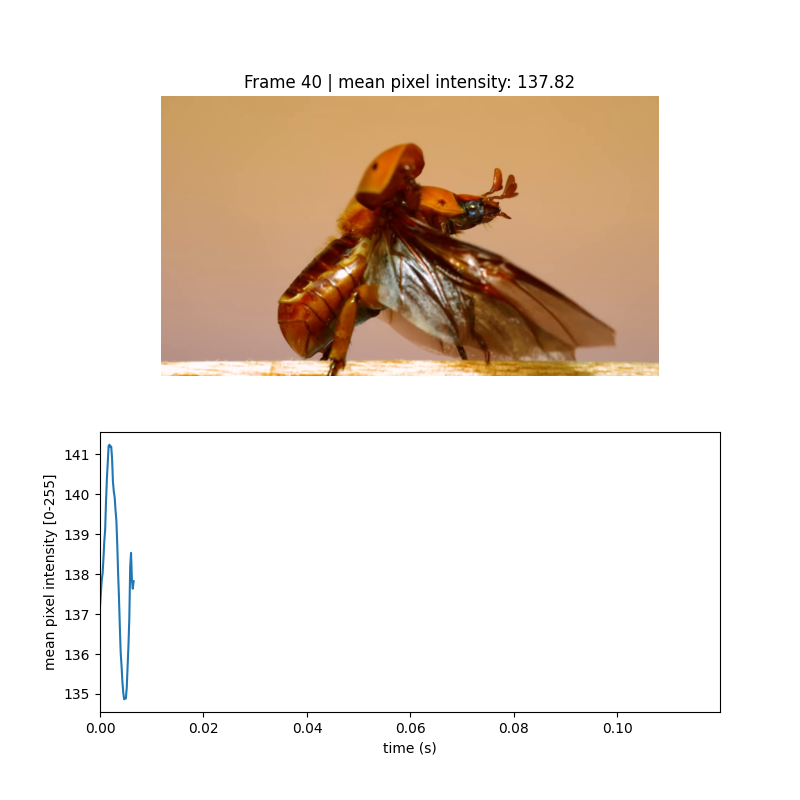 Frame 40 | mean pixel intensity: 137.82
141
140
139
138
137
136
135
mean pixel intensity [0-255]
0.00 0.02 0.04 0.06 0.08 0.10
time (s)